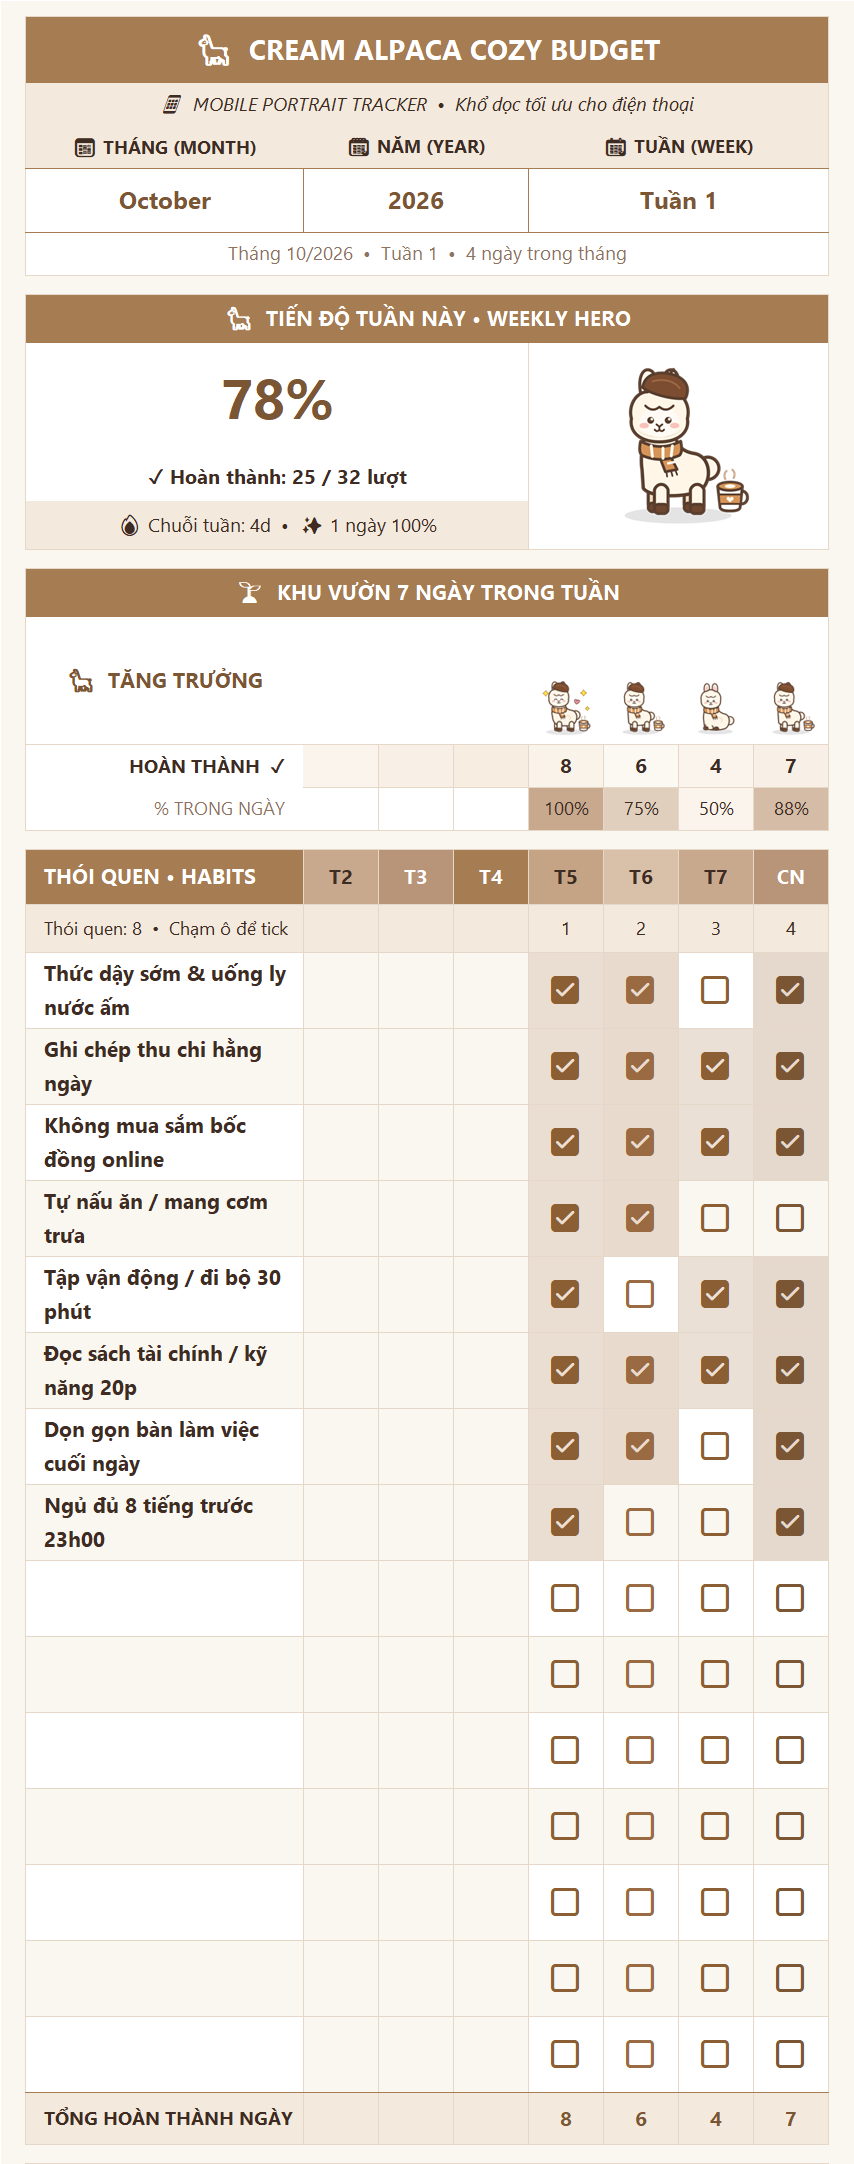 CREAM ALPACA COZY BUDGET
MOBILE PORTRAIT TRACKER • Khổ dọc tối ưu cho điện thoại
THÁNG (MONTH) NĂM (YEAR) TUẦN (WEEK)
October 2026 Tuần 1
Tháng 10/2026 • Tuần 1 • 4 ngày trong tháng
TIẾN ĐỘ TUẦN NÀY • WEEKLY HERO
78%
✓ Hoàn thành: 25 / 32 lượt
Chuỗi tuần: 4d • 1 ngày 100%
KHU VƯỜN 7 NGÀY TRONG TUẦN
TĂNG TRƯỞNG
HOÀN THÀNH ✓ 8 6 4 7
% TRONG NGÀY 100% 75% 50% 88%
THÓI QUEN • HABITS T2 T3 T4 T5 T6 T7 CN
Thói quen: 8 • Chạm ô để tick 1 2 3 4
Thức dậy sớm & uống ly
nước ấm
Ghi chép thu chi hằng
ngày
Không mua sắm bốc
đồng online
Tự nấu ăn / mang cơm
trưa
Tập vận động / đi bộ 30
phút
Đọc sách tài chính / kỹ
năng 20p
Dọn gọn bàn làm việc
cuối ngày
Ngủ đủ 8 tiếng trước
23h00
TỔNG HOÀN THÀNH NGÀY 8 6 4 7